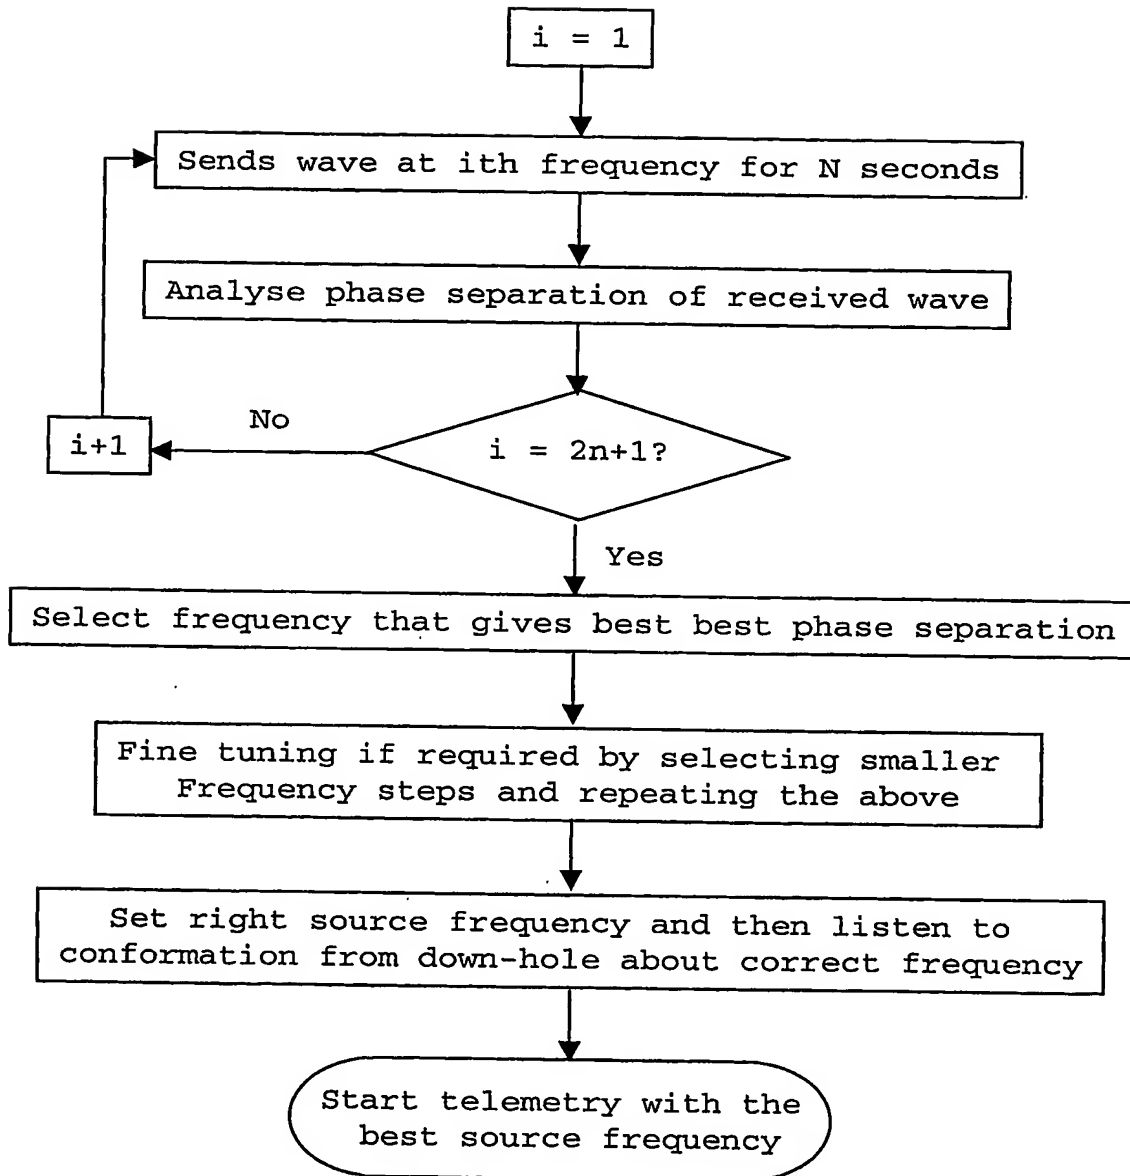 i = 1
Sends wave at ith frequency for N seconds
Analyse phase separation of received wave
No
i+1
i = 2n+1?
Yes
Select frequency that gives best best phase separation
Fine tuning if required by selecting smaller
Frequency steps and repeating the above
Set right source frequency and then listen to
conformation from down-hole about correct frequency
Start telemetry with the
best source frequency